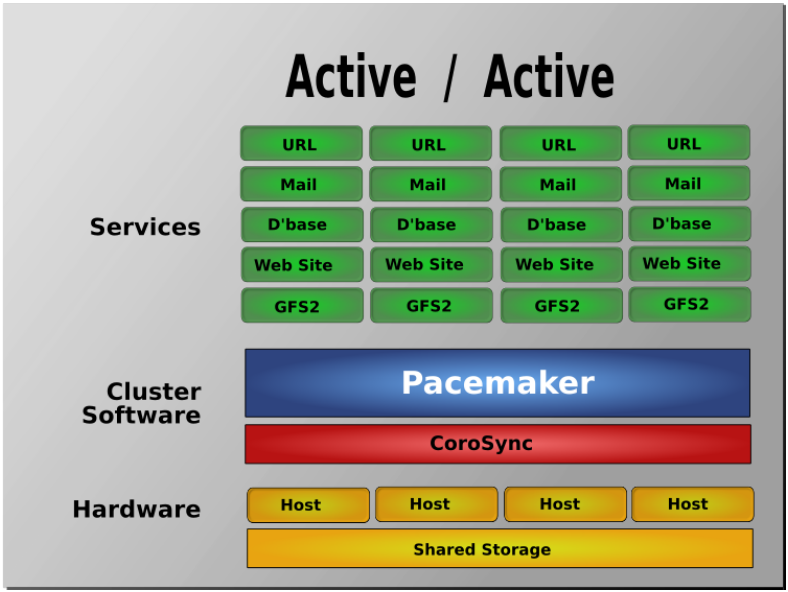 Active / Active
URL URL URL URL
Mail Mail Mail Mail
Services
D'base D'base D'base D'base
Web Site Web Site Web Site Web Site
GFS2 GFS2 GFS2 GFS2
Cluster
Software
Pacemaker
CoroSync
Hardware
Host Host Host Host
Shared Storage